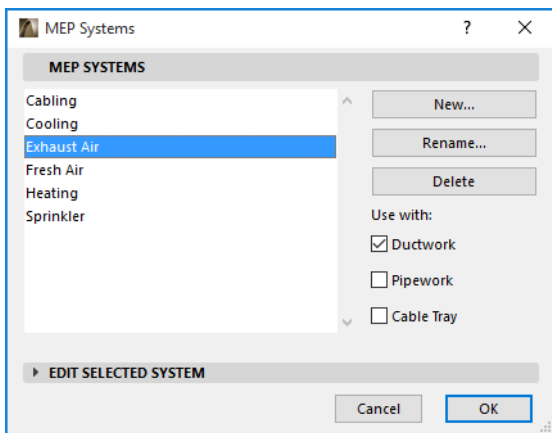 MEP Systems
?
MEP SYSTEMS
Cabling
Cooling
Exhaust Air
Fresh Air
Heating
Sprinkler
New...
Rename...
Delete
Use with:
Ductwork
Pipework
Cable Tray
EDIT SELECTED SYSTEM
Cancel
OK